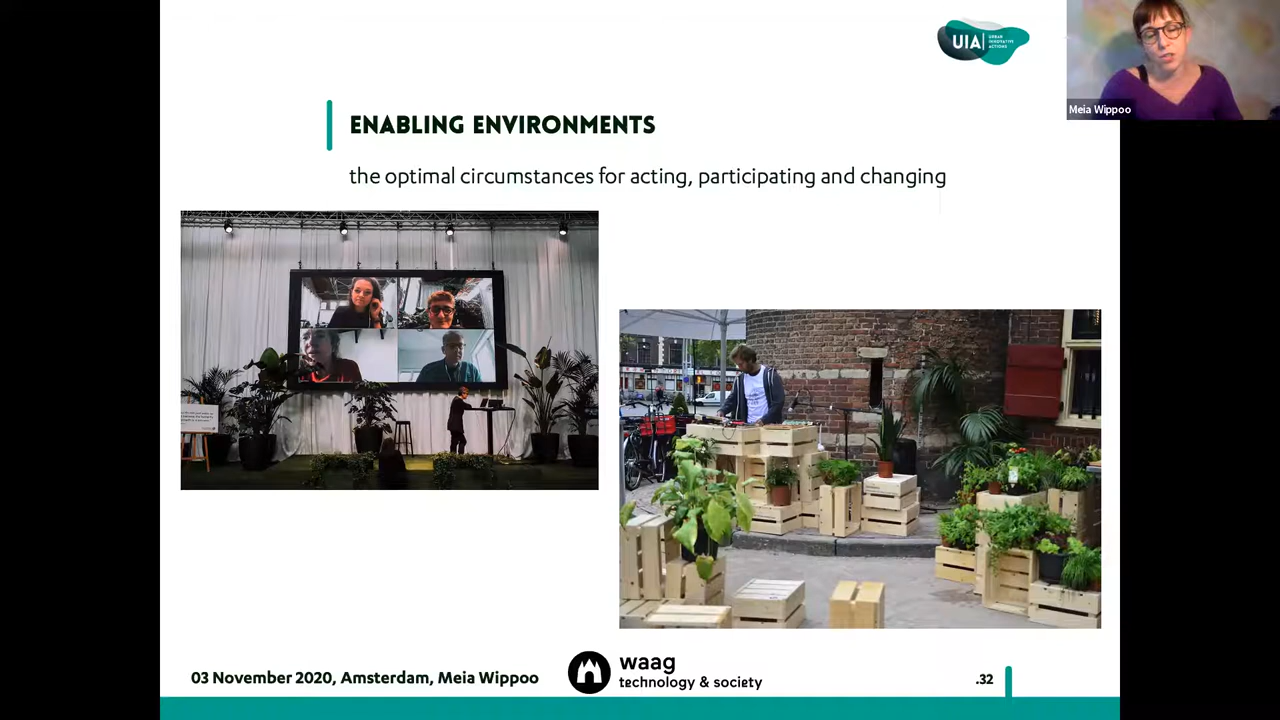 UIA
URBAN
INNOVATIVE
ACTIONS
Meia Wippoo
ENABLING ENVIRONMENTS
the optimal circumstances for acting, participating and changing
03 November 2020, Amsterdam, Meia Wippoo
waag
technology & society
.32